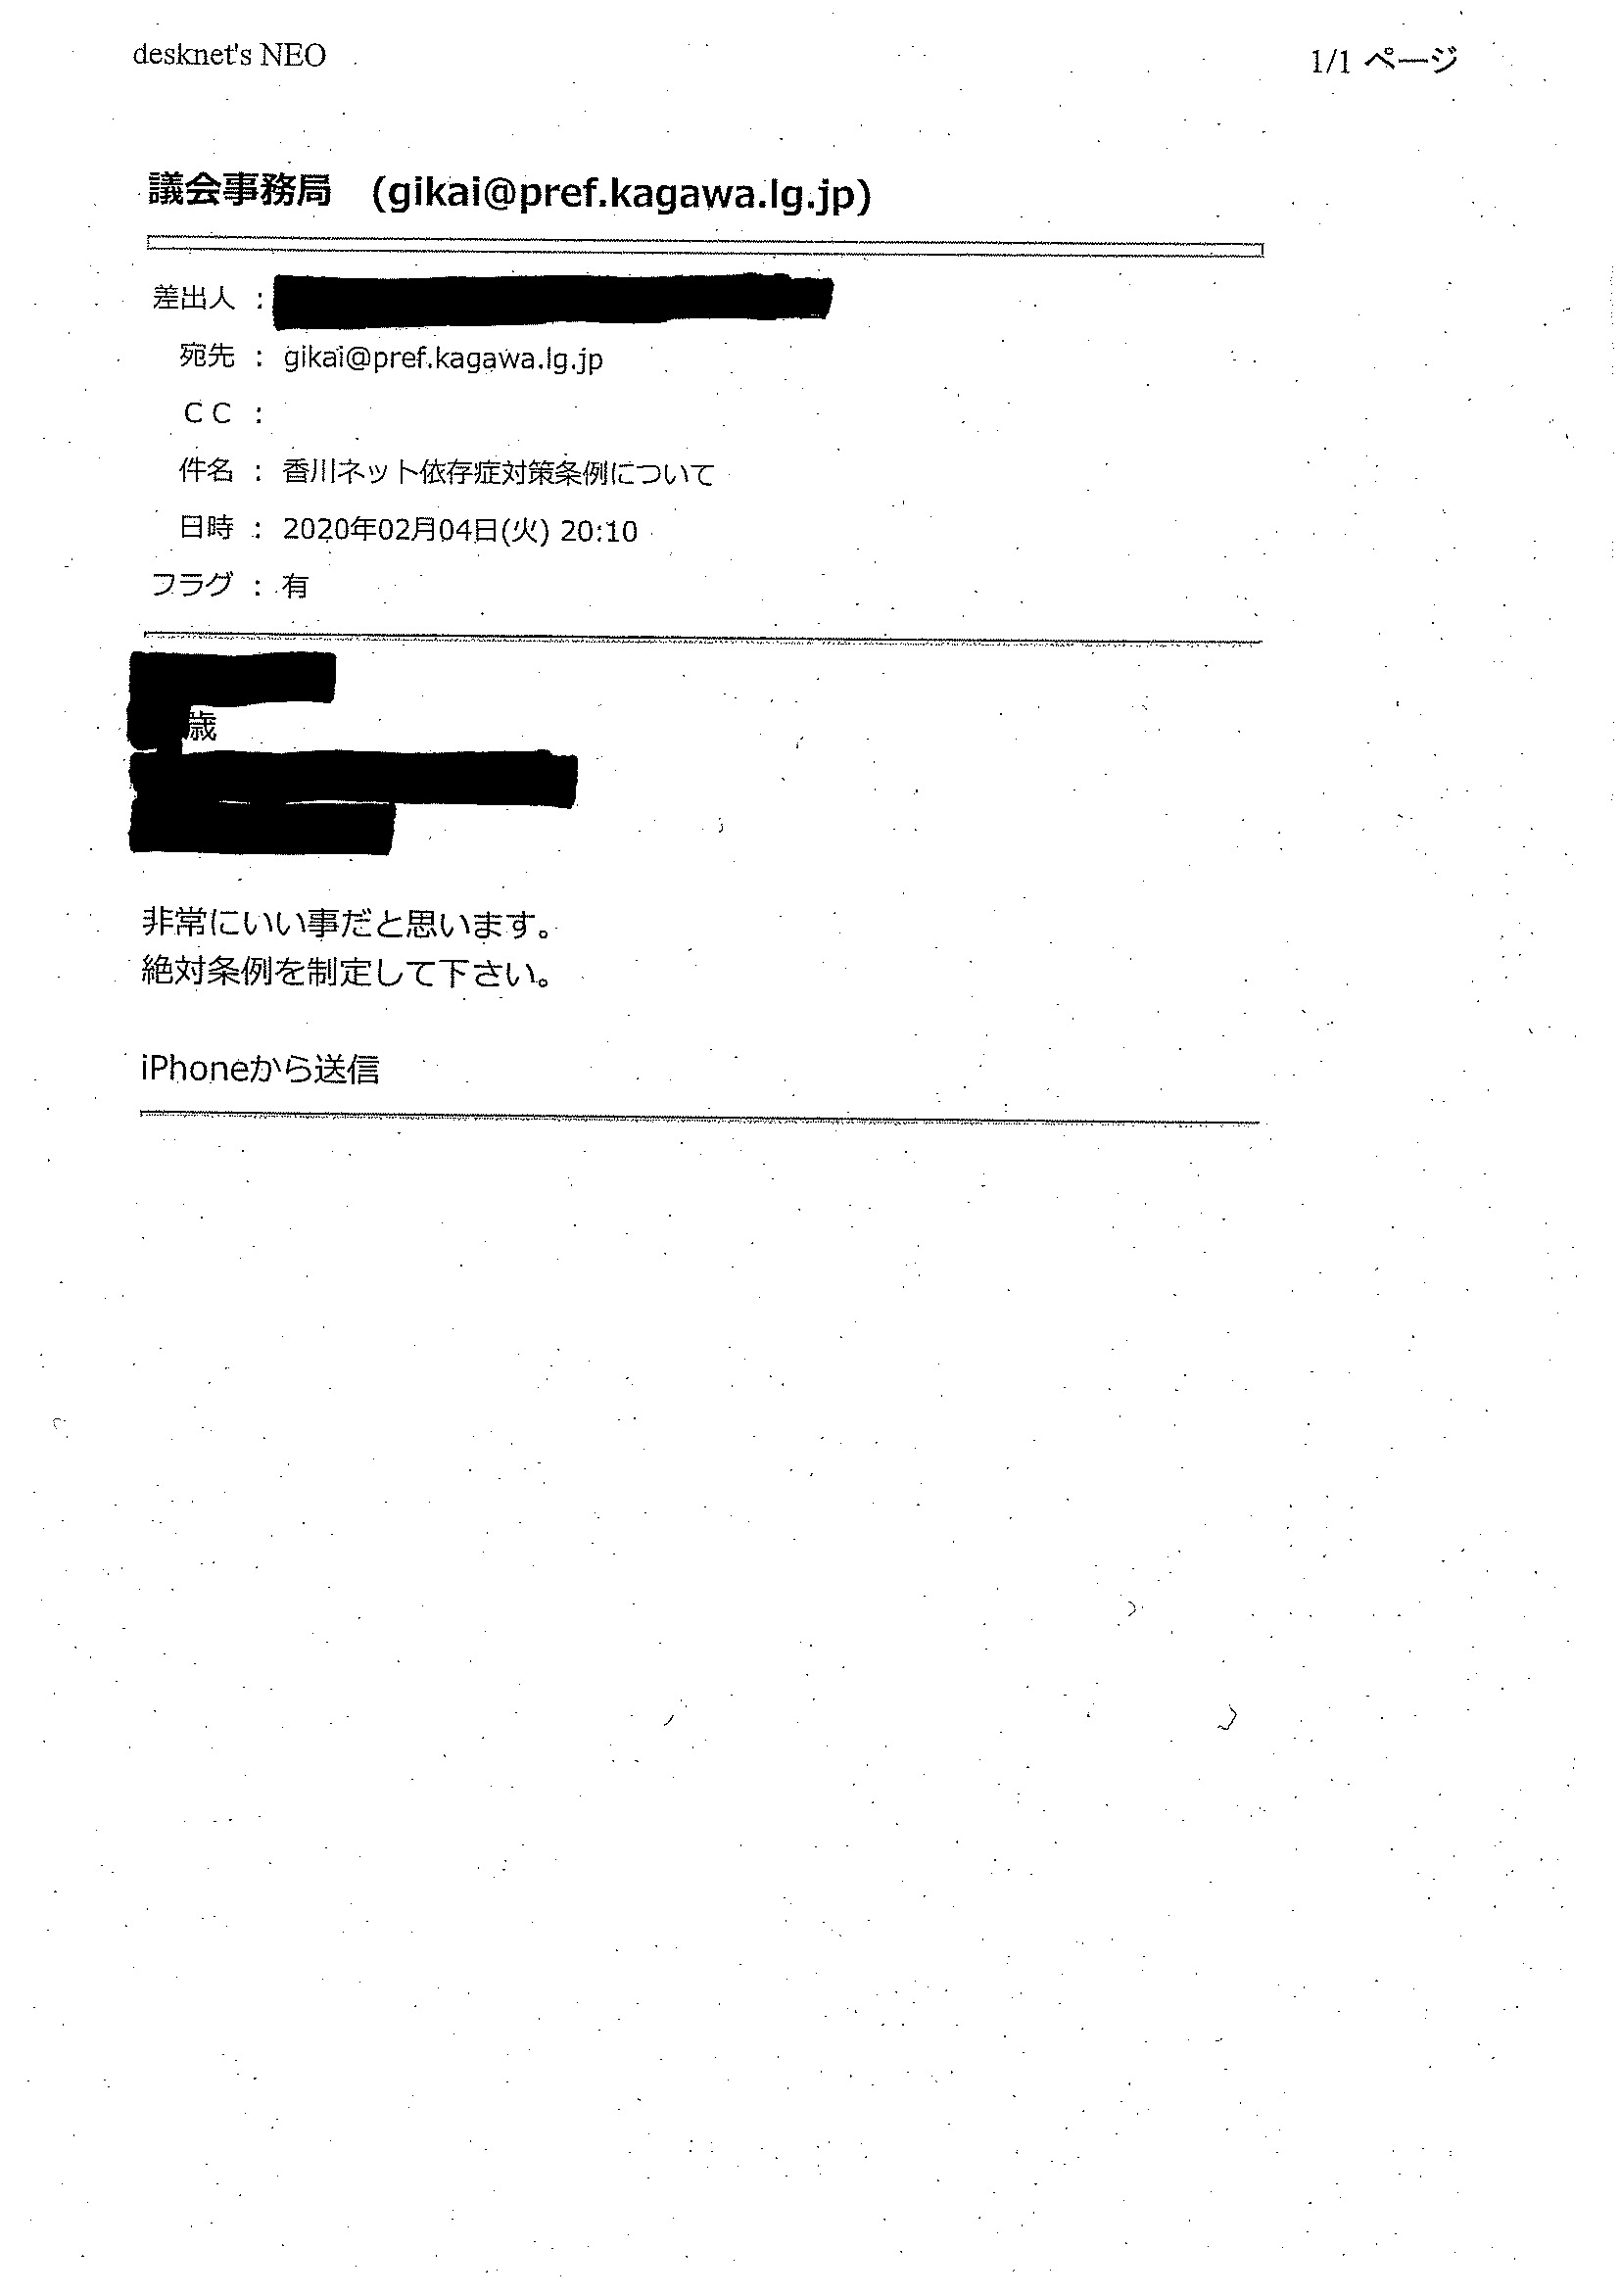 desknet's NEO
1/1 ページ
議会事務局 (gikai@pref.kagawa.lg.jp)
差出人 :
宛先 : gikai@pref.kagawa.lg.jp
ＣＣ :
件名 : 香川ネット依存症対策条例について
日時 : 2020年02月04日(火) 20:10
フラグ : 有
歳
非常にいい事だと思います。
絶対条例を制定して下さい。
iPhoneから送信